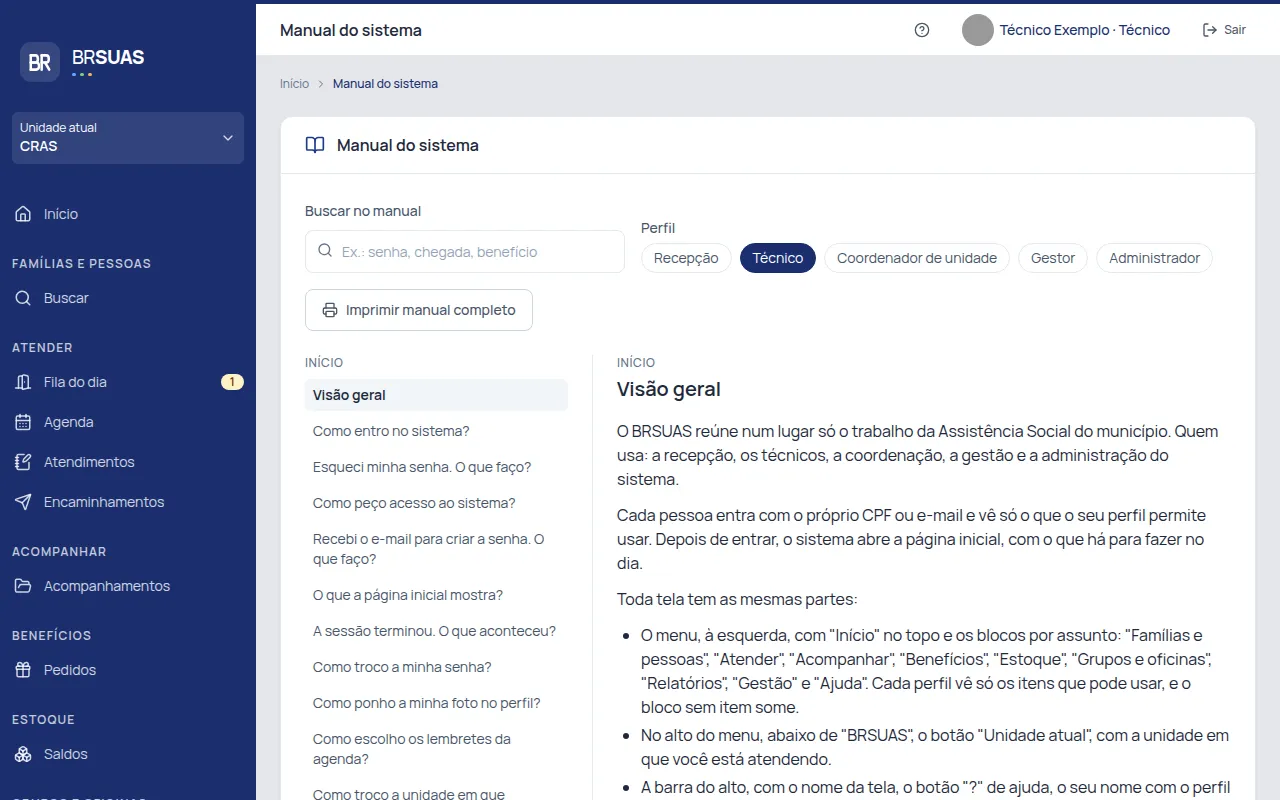 Manual do sistema
Técnico Exemplo · Técnico
Sair
BR
BRSUAS
Unidade atual
CRAS
Início
FAMÍLIAS E PESSOAS
Buscar
ATENDER
Fila do dia
1
Agenda
Atendimentos
Encaminhamentos
ACOMPANHAR
Acompanhamentos
BENEFÍCIOS
Pedidos
ESTOQUE
Saldos
Início
Manual do sistema
Manual do sistema
Buscar no manual
Ex.: senha, chegada, benefício
Perfil
Recepção
Técnico
Coordenador de unidade
Gestor
Administrador
Imprimir manual completo
INÍCIO
Visão geral
Como entro no sistema?
Esqueci minha senha. O que faço?
Como peço acesso ao sistema?
Recebi o e-mail para criar a senha. O
que faço?
O que a página inicial mostra?
A sessão terminou. O que aconteceu?
Como troco a minha senha?
Como ponho a minha foto no perfil?
Como escolho os lembretes da
agenda?
Como troco a unidade em que
INÍCIO
Visão geral
O BRSUAS reúne num lugar só o trabalho da Assistência Social do município. Quem
usa: a recepção, os técnicos, a coordenação, a gestão e a administração do
sistema.
Cada pessoa entra com o próprio CPF ou e-mail e vê só o que o seu perfil permite
usar. Depois de entrar, o sistema abre a página inicial, com o que há para fazer no
dia.
Toda tela tem as mesmas partes:
• O menu, à esquerda, com "Início" no topo e os blocos por assunto: "Famílias e
pessoas", "Atender", "Acompanhar", "Benefícios", "Estoque", "Grupos e oficinas",
"Relatórios", "Gestão" e "Ajuda". Cada perfil vê só os itens que pode usar, e o
bloco sem item some.
• No alto do menu, abaixo de "BRSUAS", o botão "Unidade atual", com a unidade em
que você está atendendo.
• A barra do alto, com o nome da tela, o botão "?" de ajuda, o seu nome com o perfil